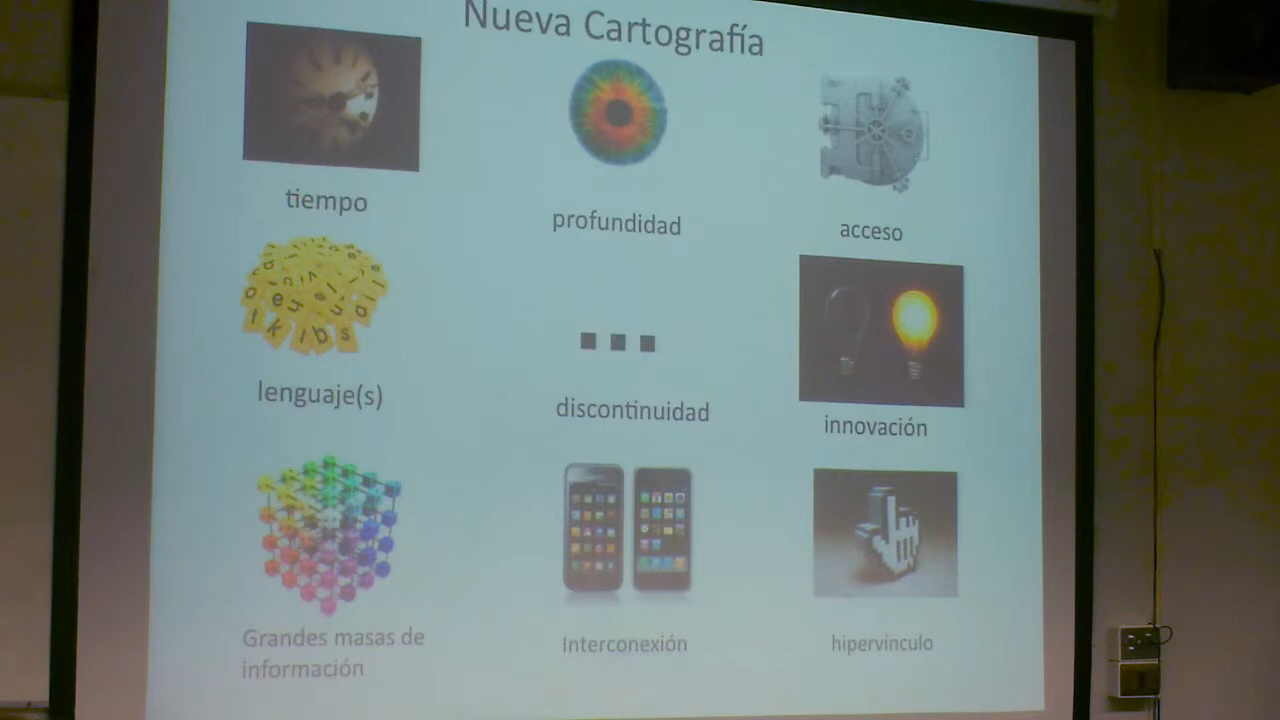 Nueva Cartografía
tiempo
profundidad
acceso
lenguaje(s)
discontinuidad
innovación
Grandes masas de
información
Interconexión
hipervínculo